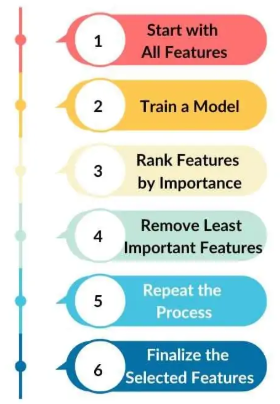 1
Start with
All Features
2
Train a Model
3
Rank Features
by Importance
4
Remove Least
Important Features
5
Repeat the
Process
6
Finalize the
Selected Features